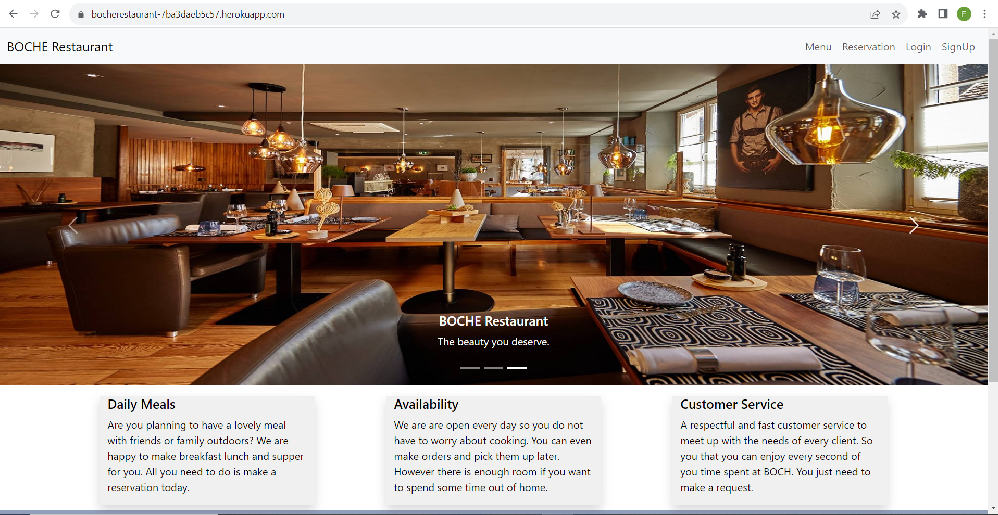 bocherestaurant-7ba3daeb5c57.herokuapp.com
BOCHE Restaurant
Menu Reservation Login SignUp
BOCHE Restaurant
The beauty you deserve.
Daily Meals
Are you planning to have a lovely meal
with friends or family outdoors? We are
happy to make breakfast lunch and supper
for you. All you need to do is make a
reservation today.
Availability
We are are open every day so you do not
have to worry about cooking. You can even
make orders and pick them up later.
However there is enough room if you want
to spend some time out of home.
Customer Service
A respectful and fast customer service to
meet up with the needs of every client. So
you that you can enjoy every second of
you time spent at BOCH. You just need to
make a request.